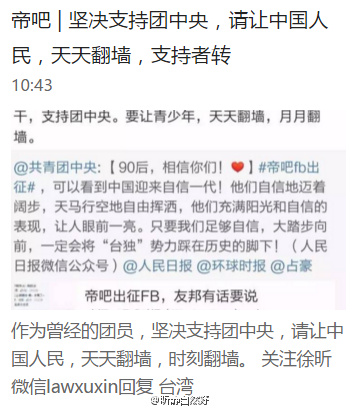 帝吧 | 坚决支持团中央，请让中国人
民，天天翻墙，支持者转
10:43
干，支持团中央。要让青少年，天天翻墙，月月翻
墙。
@共青团中央:【90后，相信你们！❤】#帝吧fb出
征#，可以看到中国迎来自信一代！他们自信地迈着
阔步，天马行空地自由挥洒，他们充满阳光和自信的
表现，让人眼前一亮。只要我们足够自信，大踏步向
前，一定会将“台独”势力踩在历史的脚下！（人民
日报微信公众号）@人民日报 @环球时报 @占豪
帝吧出征FB，友邦有话要说
作为曾经的团员，坚决支持团中央，请让中
国人民，天天翻墙，时刻翻墙。 关注徐昕
微信lawxuxin回复 台湾